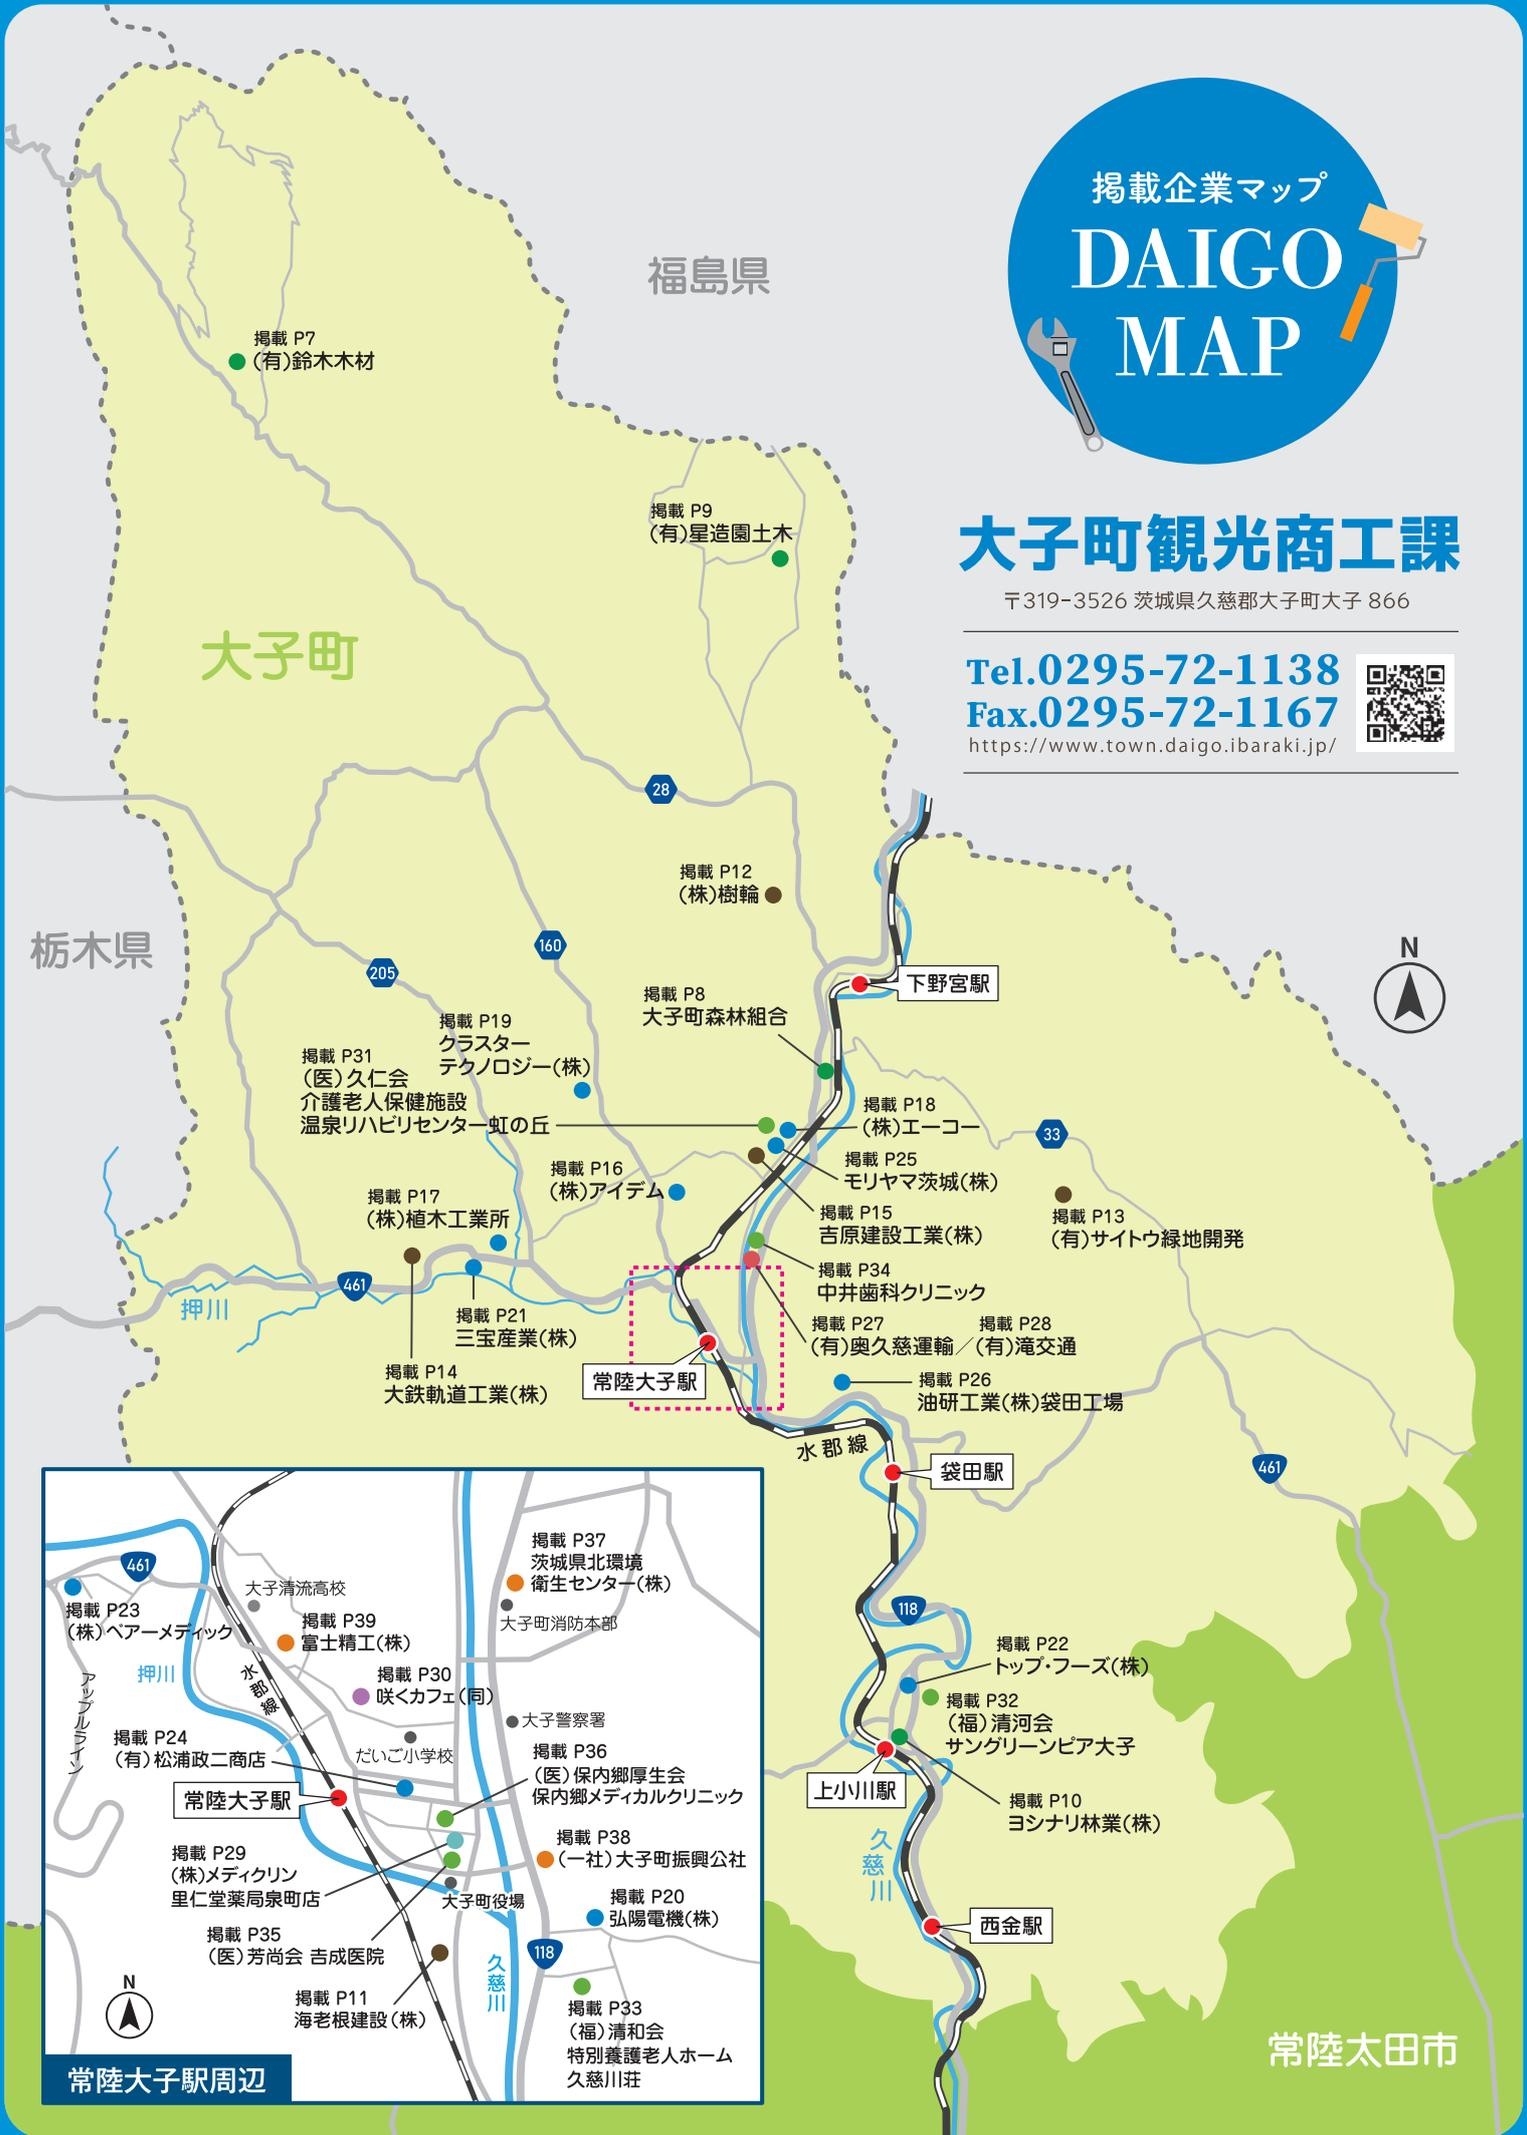 掲載企業マップ
DAIGO
MAP
大子町観光商工課
〒319-3526 茨城県久慈郡大子町大子 866
Tel.0295-72-1138
Fax.0295-72-1167
https://www.town.daigo.ibaraki.jp/
福島県
掲載 P7
(有)鈴木木材
掲載 P9
(有)星造園土木
大子町
28
掲載 P12
(株)樹輪
栃木県
160
205
N
下野宮駅
掲載 P8
大子町森林組合
掲載 P19
クラスター
テクノロジー(株)
掲載 P31
(医)久仁会
介護老人保健施設
温泉リハビリセンター虹の丘
掲載 P18
(株)エーコー
33
掲載 P25
モリヤマ茨城(株)
掲載 P16
(株)アイデム
掲載 P17
(株)植木工業所
掲載 P15
吉原建設工業(株)
掲載 P13
(有)サイトウ緑地開発
461
押川
掲載 P34
中井歯科クリニック
掲載 P21
三宝産業(株)
掲載 P27
掲載 P28
(有)奥久慈運輸/(有)滝交通
掲載 P14
大鉄軌道工業(株)
常陸大子駅
掲載 P26
油研工業(株)袋田工場
水郡線
袋田駅
461
118
掲載 P22
トップ・フーズ(株)
掲載 P32
(福)清河会
サングリーンピア大子
上小川駅
掲載 P10
ヨシナリ林業(株)
久慈川
西金駅
常陸太田市
461
掲載 P23
(株)ベアーメディック
大子清流高校
掲載 P39
富士精工(株)
掲載 P37
茨城県北環境
衛生センター(株)
大子町消防本部
押川
水郡線
アップルライン
掲載 P30
咲くカフェ(同)
大子警察署
掲載 P24
(有)松浦政二商店
だいご小学校
掲載 P36
(医)保内郷厚生会
保内郷メディカルクリニック
常陸大子駅
掲載 P29
(株)メディクリン
里仁堂薬局泉町店
掲載 P38
(一社)大子町振興公社
大子町役場
掲載 P20
弘陽電機(株)
掲載 P35
(医)芳尚会 吉成医院
118
久慈川
N
掲載 P11
海老根建設(株)
掲載 P33
(福)清和会
特別養護老人ホーム
久慈川荘
常陸大子駅周辺